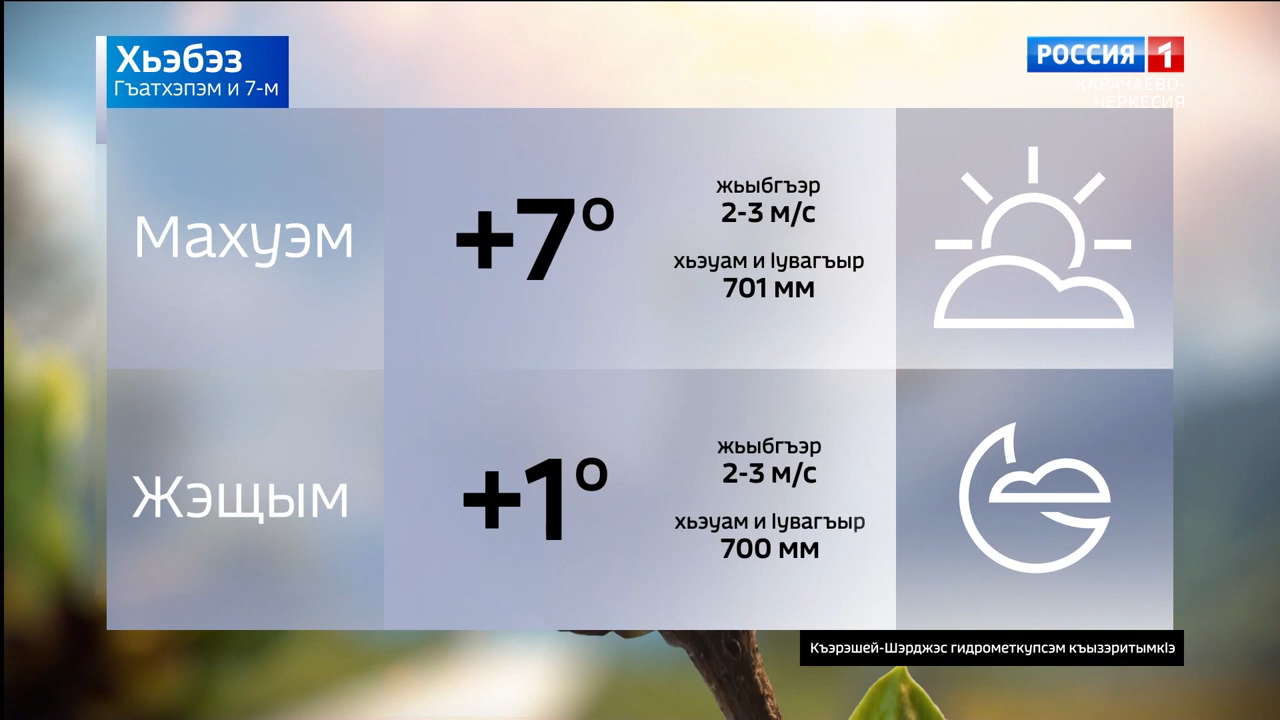 Хьэбэз
Гъатхэпэм и 7-м
РОССИЯ 1
КАРАЧАЕВО-
ЧЕРКЕСИЯ
Махуэм
+7°
жьыбгъэр
2-3 м/с
хьэуам и Iувагъыр
701 мм
Жэщым
+1°
жьыбгъэр
2-3 м/с
хьэуам и Iувагъыр
700 мм
Къэрэшей-Шэрджэс гидрометкупсэм къызэритымкIэ